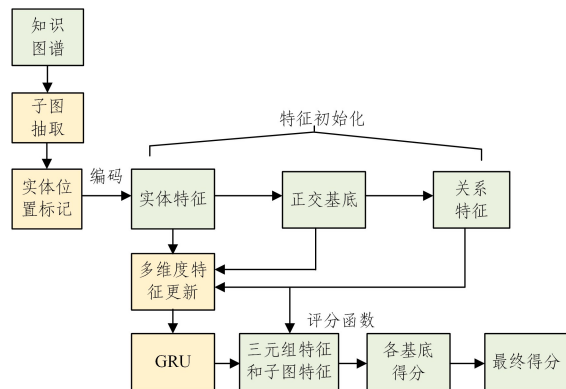 知识
图谱
子图
抽取
特征初始化
实体位
置标记
编码
实体特征
正交基底
关系
特征
多维度特
征更新
评分函数
GRU
三元组特征
和子图特征
各基底
得分
最终得分